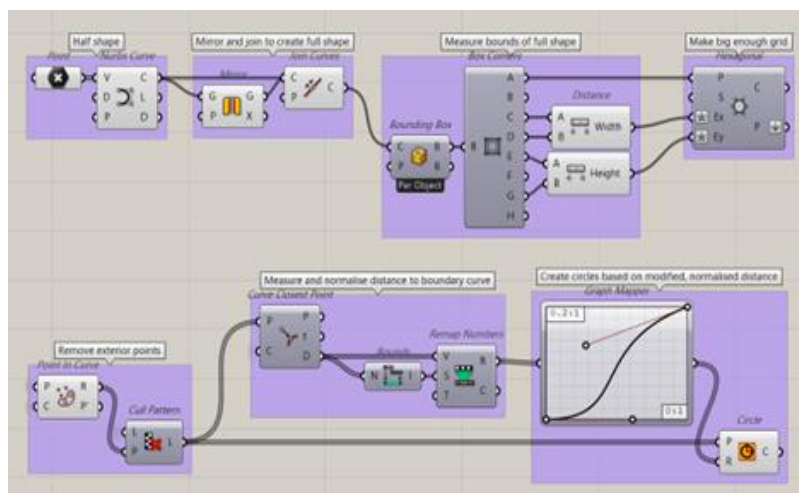 Half shape
Mirror and join to create full shape
Measure bounds of full shape
Make big enough grid
Point
Nurbs Curve
Mirror
Join Curves
Box Corners
Hexagonal
V
D
P
C
L
D
G
P
G
X
C
P
C
Bounding Box
C
P
B
B
Per Object
B
A
B
C
D
E
F
G
H
Distance
A
B
Width
A
B
Height
P
S
Ex
Ey
C
P
Measure and normalise distance to boundary curve
Create circles based on modified, normalised distance
Curve Closest Point
Graph Mapper
P
C
P
t
D
Remap Numbers
Bounds
N
I
V
S
T
R
C
0:1
Remove exterior points
Point In Curve
P
C
R
P'
Cull Pattern
L
P
L
Circle
P
R
C